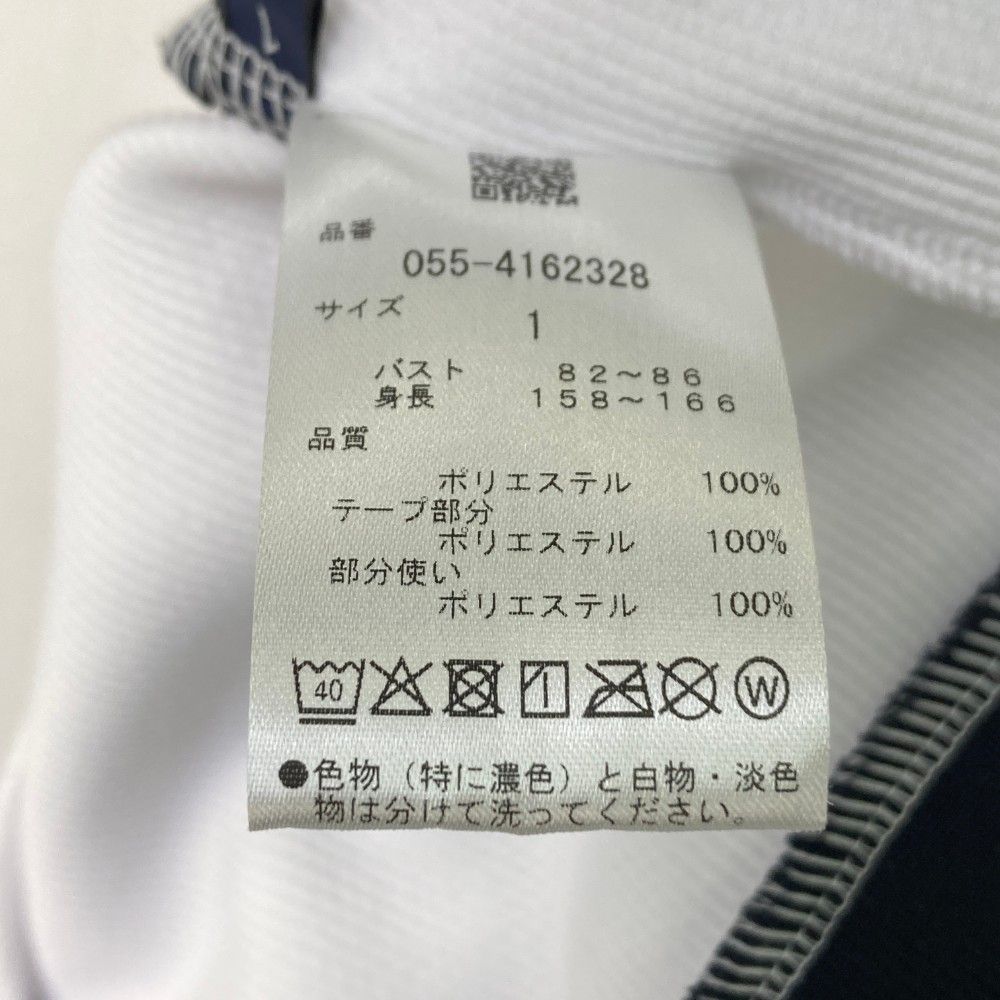 1
品番
055-4162328
サイズ
1
バスト 82～86
身長 158～166
品質
ポリエステル 100%
テープ部分
ポリエステル 100%
部分使い
ポリエステル 100%
40 W
●色物（特に濃色）と白物・淡色
物は分けて洗ってください。